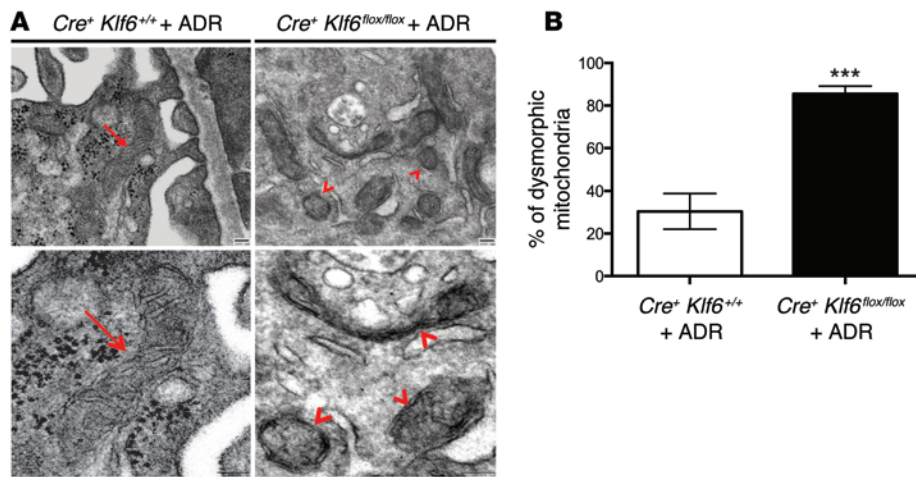 A
Cre+ Klf6+/+ + ADR
Cre+ Klf6flox/flox + ADR
B
% of dysmorphic
mitochondria
100
80
60
40
20
0
***
Cre+ Klf6+/+
+ ADR
Cre+ Klf6flox/flox
+ ADR